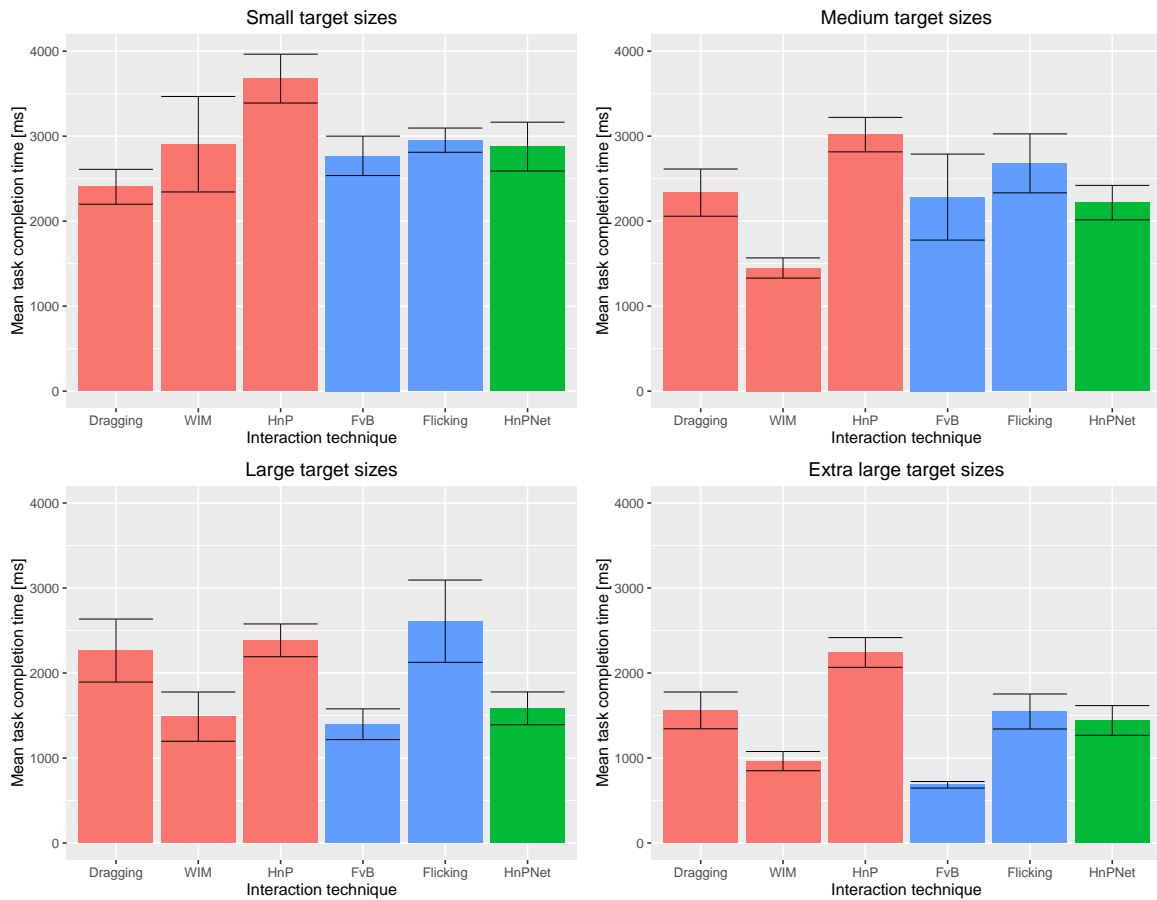 Small target sizes
Mean task completion time [ms]
4000
3000
2000
1000
0
Dragging WIM HnP FvB Flicking HnPNet
Interaction technique
Medium target sizes
Mean task completion time [ms]
4000
3000
2000
1000
0
Dragging WIM HnP FvB Flicking HnPNet
Interaction technique
Large target sizes
Mean task completion time [ms]
4000
3000
2000
1000
0
Dragging WIM HnP FvB Flicking HnPNet
Interaction technique
Extra large target sizes
Mean task completion time [ms]
4000
3000
2000
1000
0
Dragging WIM HnP FvB Flicking HnPNet
Interaction technique